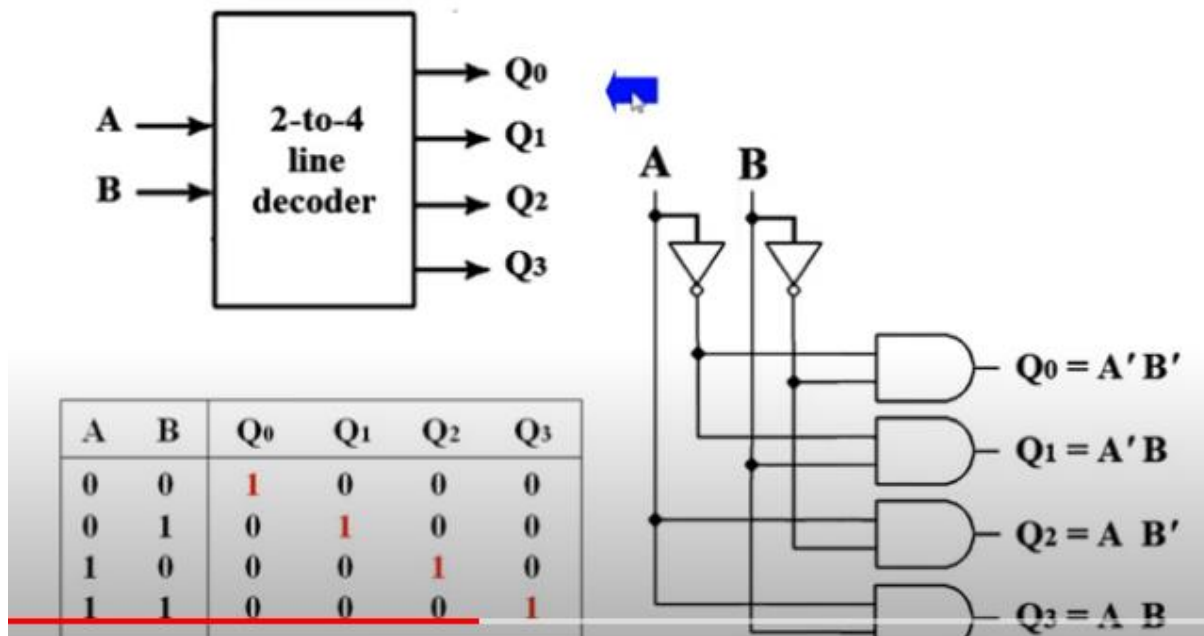 A
B
2-to-4
line
decoder
Q0
Q1
Q2
Q3
A B
Q0 = A′ B′
Q1 = A′ B
Q2 = A B′
Q3 = A B
A B Q0 Q1 Q2 Q3
0 0 1 0 0 0
0 1 0 1 0 0
1 0 0 0 1 0
1 1 0 0 0 1